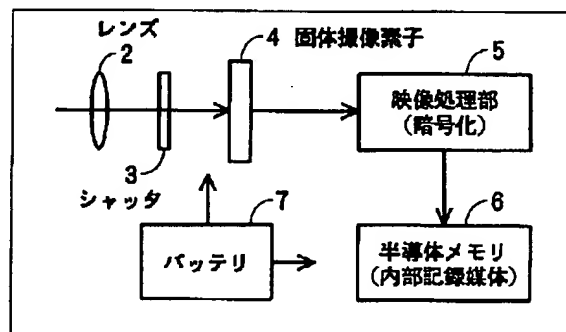 レンズ
2
4 固体撮像素子
5
映像処理部
(暗号化)
3
シャッタ
7
バッテリ
6
半導体メモリ
(内部記録媒体)